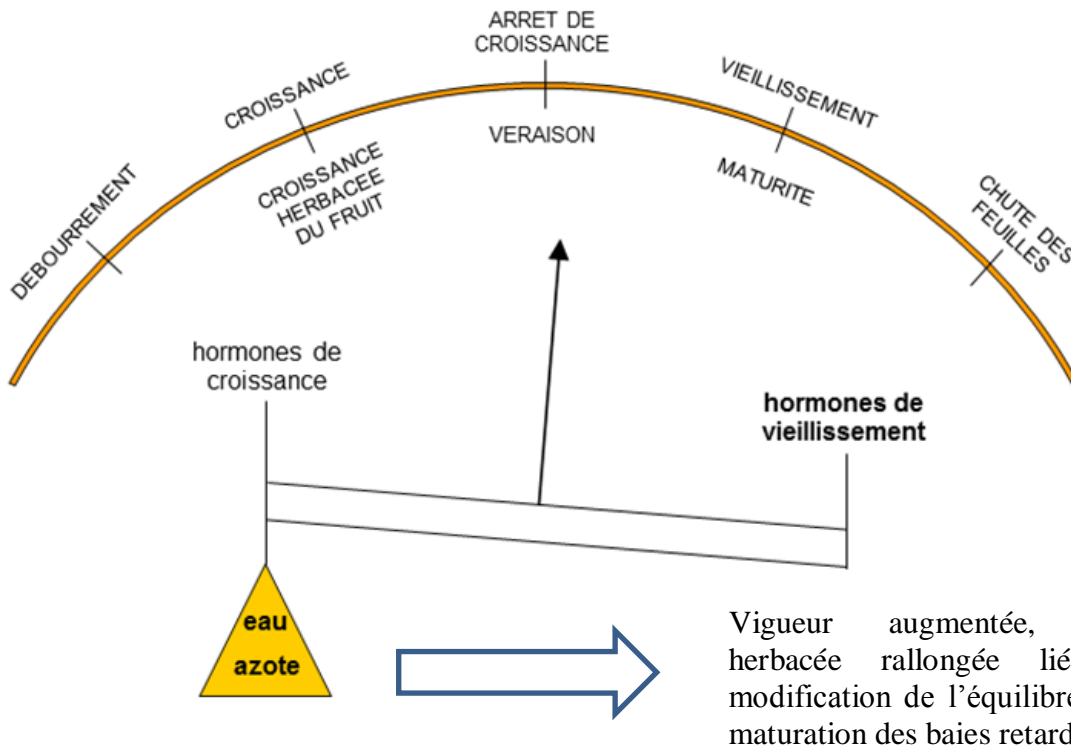 ARRET DE
CROISSANCE
CROISSANCE
VIEILLISSEMENT
VERAISON
CROISSANCE
HERBACEE
DU FRUIT
MATURITE
DEBOURREMENT
CHUTE DES
FEUILLES
hormones de
croissance
hormones de
vieillissement
eau
azote
Vigueur augmentée,
herbacée rallongée
modification de l’équilibre
maturation des baies